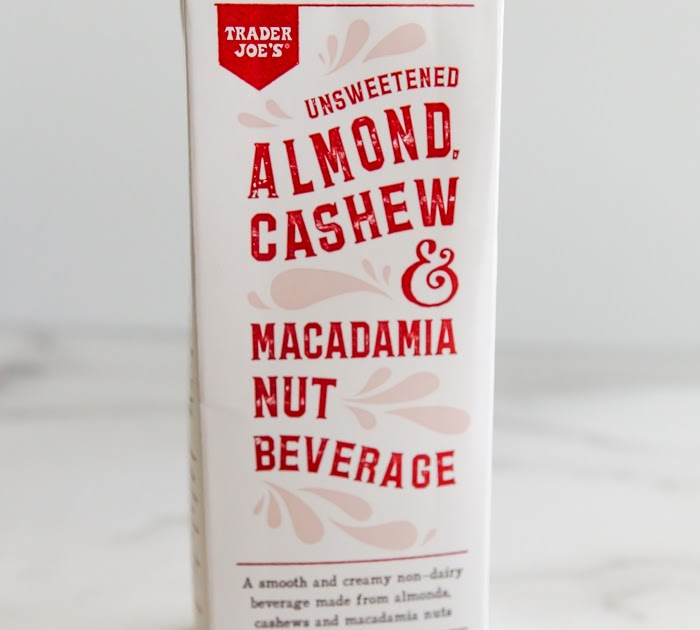 TRADER
JOE'S
UNSWEETENED
ALMOND,
CASHEW
&
MACADAMIA
NUT
BEVERAGE
A smooth and creamy non-dairy
beverage made from almonds,
cashews and macadamia nuts